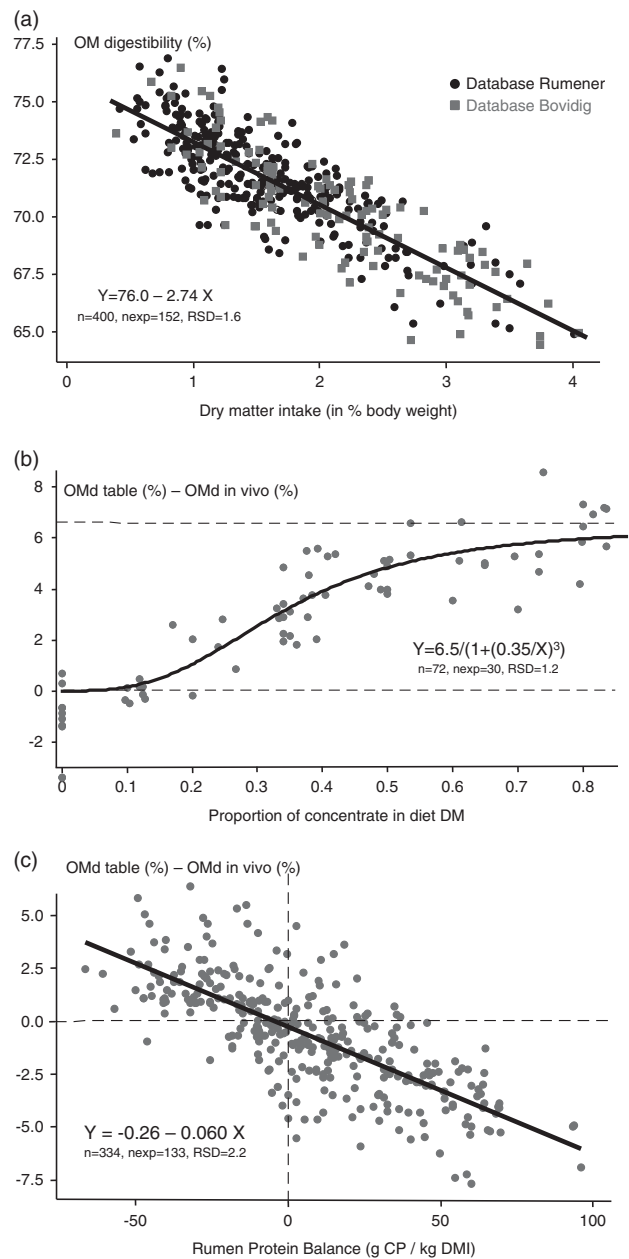 (a)
OM digestibility (%)
77.5
75.0
72.5
70.0
67.5
65.0
Database Rumener
Database Bovidig
Y=76.0 – 2.74 X
n=400, nexp=152, RSD=1.6
0 1 2 3 4
Dry matter intake (in % body weight)
(b)
OMd table (%) – OMd in vivo (%)
8
6
4
2
0
-2
Y=6.5/(1+(0.35/X)³)
n=72, nexp=30, RSD=1.2
0 0.1 0.2 0.3 0.4 0.5 0.6 0.7 0.8
Proportion of concentrate in diet DM
(c)
OMd table (%) – OMd in vivo (%)
5.0
2.5
0.0
-2.5
-5.0
-7.5
Y = -0.26 – 0.060 X
n=334, nexp=133, RSD=2.2
-50 0 50 100
Rumen Protein Balance (g CP / kg DMI)